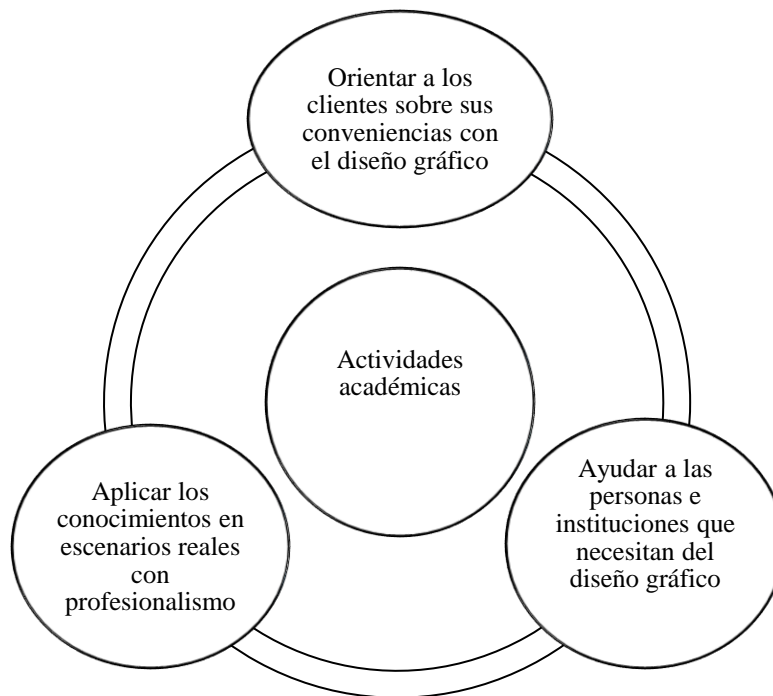 Orientar a los
clientes sobre sus
conveniencias con
el diseño gráfico
Actividades
académicas
Aplicar los
conocimientos en
escenarios reales
con
profesionalismo
Ayudar a las
personas e
instituciones que
necesitan del
diseño gráfico